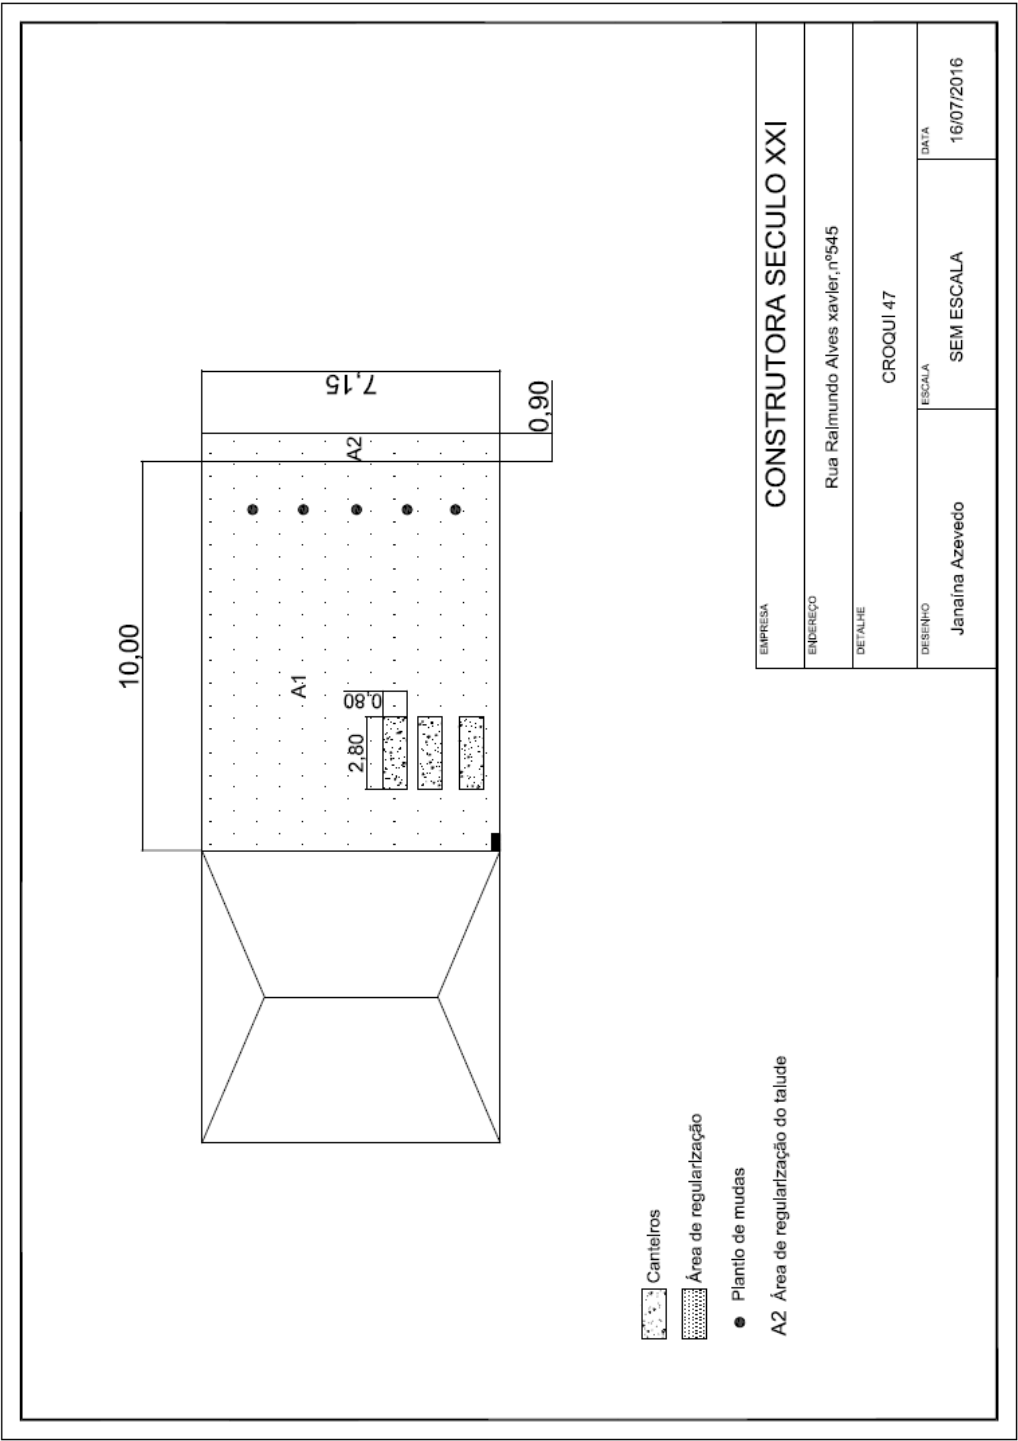 10,00
7,15
A2
0,90
A1
0,80
2,80
Canteiros
Área de regularização
Plantio de mudas
A2 Área de regularização do talude
EMPRESA
CONSTRUTORA SECULO XXI
ENDEREÇO
Rua Raimundo Alves xavier,nº545
DETALHE
CROQUI 47
DESENHO
Janaína Azevedo
ESCALA
SEM ESCALA
DATA
16/07/2016